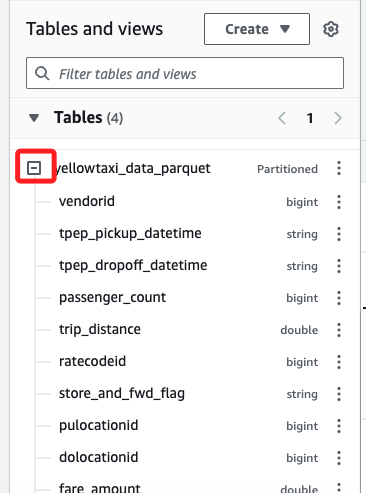 Tables and views Create
Filter tables and views
Tables (4) 1
yellowtaxi_data_parquet Partitioned
vendorid bigint
tpep_pickup_datetime string
tpep_dropoff_datetime string
passenger_count bigint
trip_distance double
ratecodeid bigint
store_and_fwd_flag string
pulocationid bigint
dolocationid bigint
fare_amount double